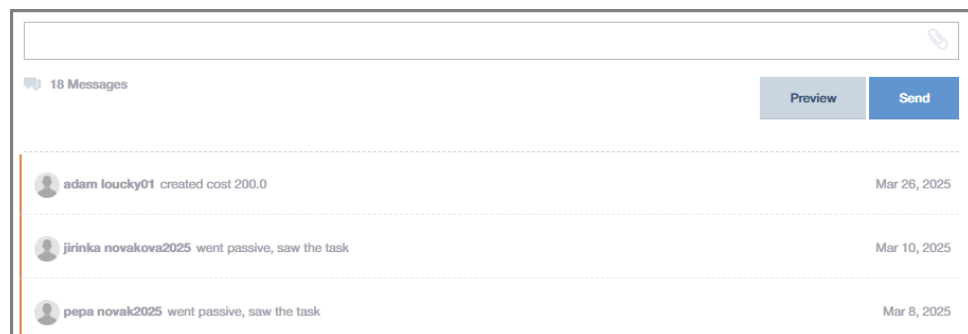 18 Messages
Preview
Send
adam loucky01 created cost 200.0
Mar 26, 2025
jirinka novakova2025 went passive, saw the task
Mar 10, 2025
pepa novak2025 went passive, saw the task
Mar 8, 2025